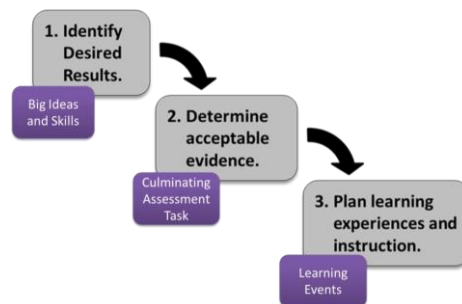 1. Identify
Desired
Results.
Big Ideas
and Skills
2. Determine
acceptable
evidence.
Culminating
Assessment
Task
3. Plan learning
experiences and
instruction.
Learning
Events